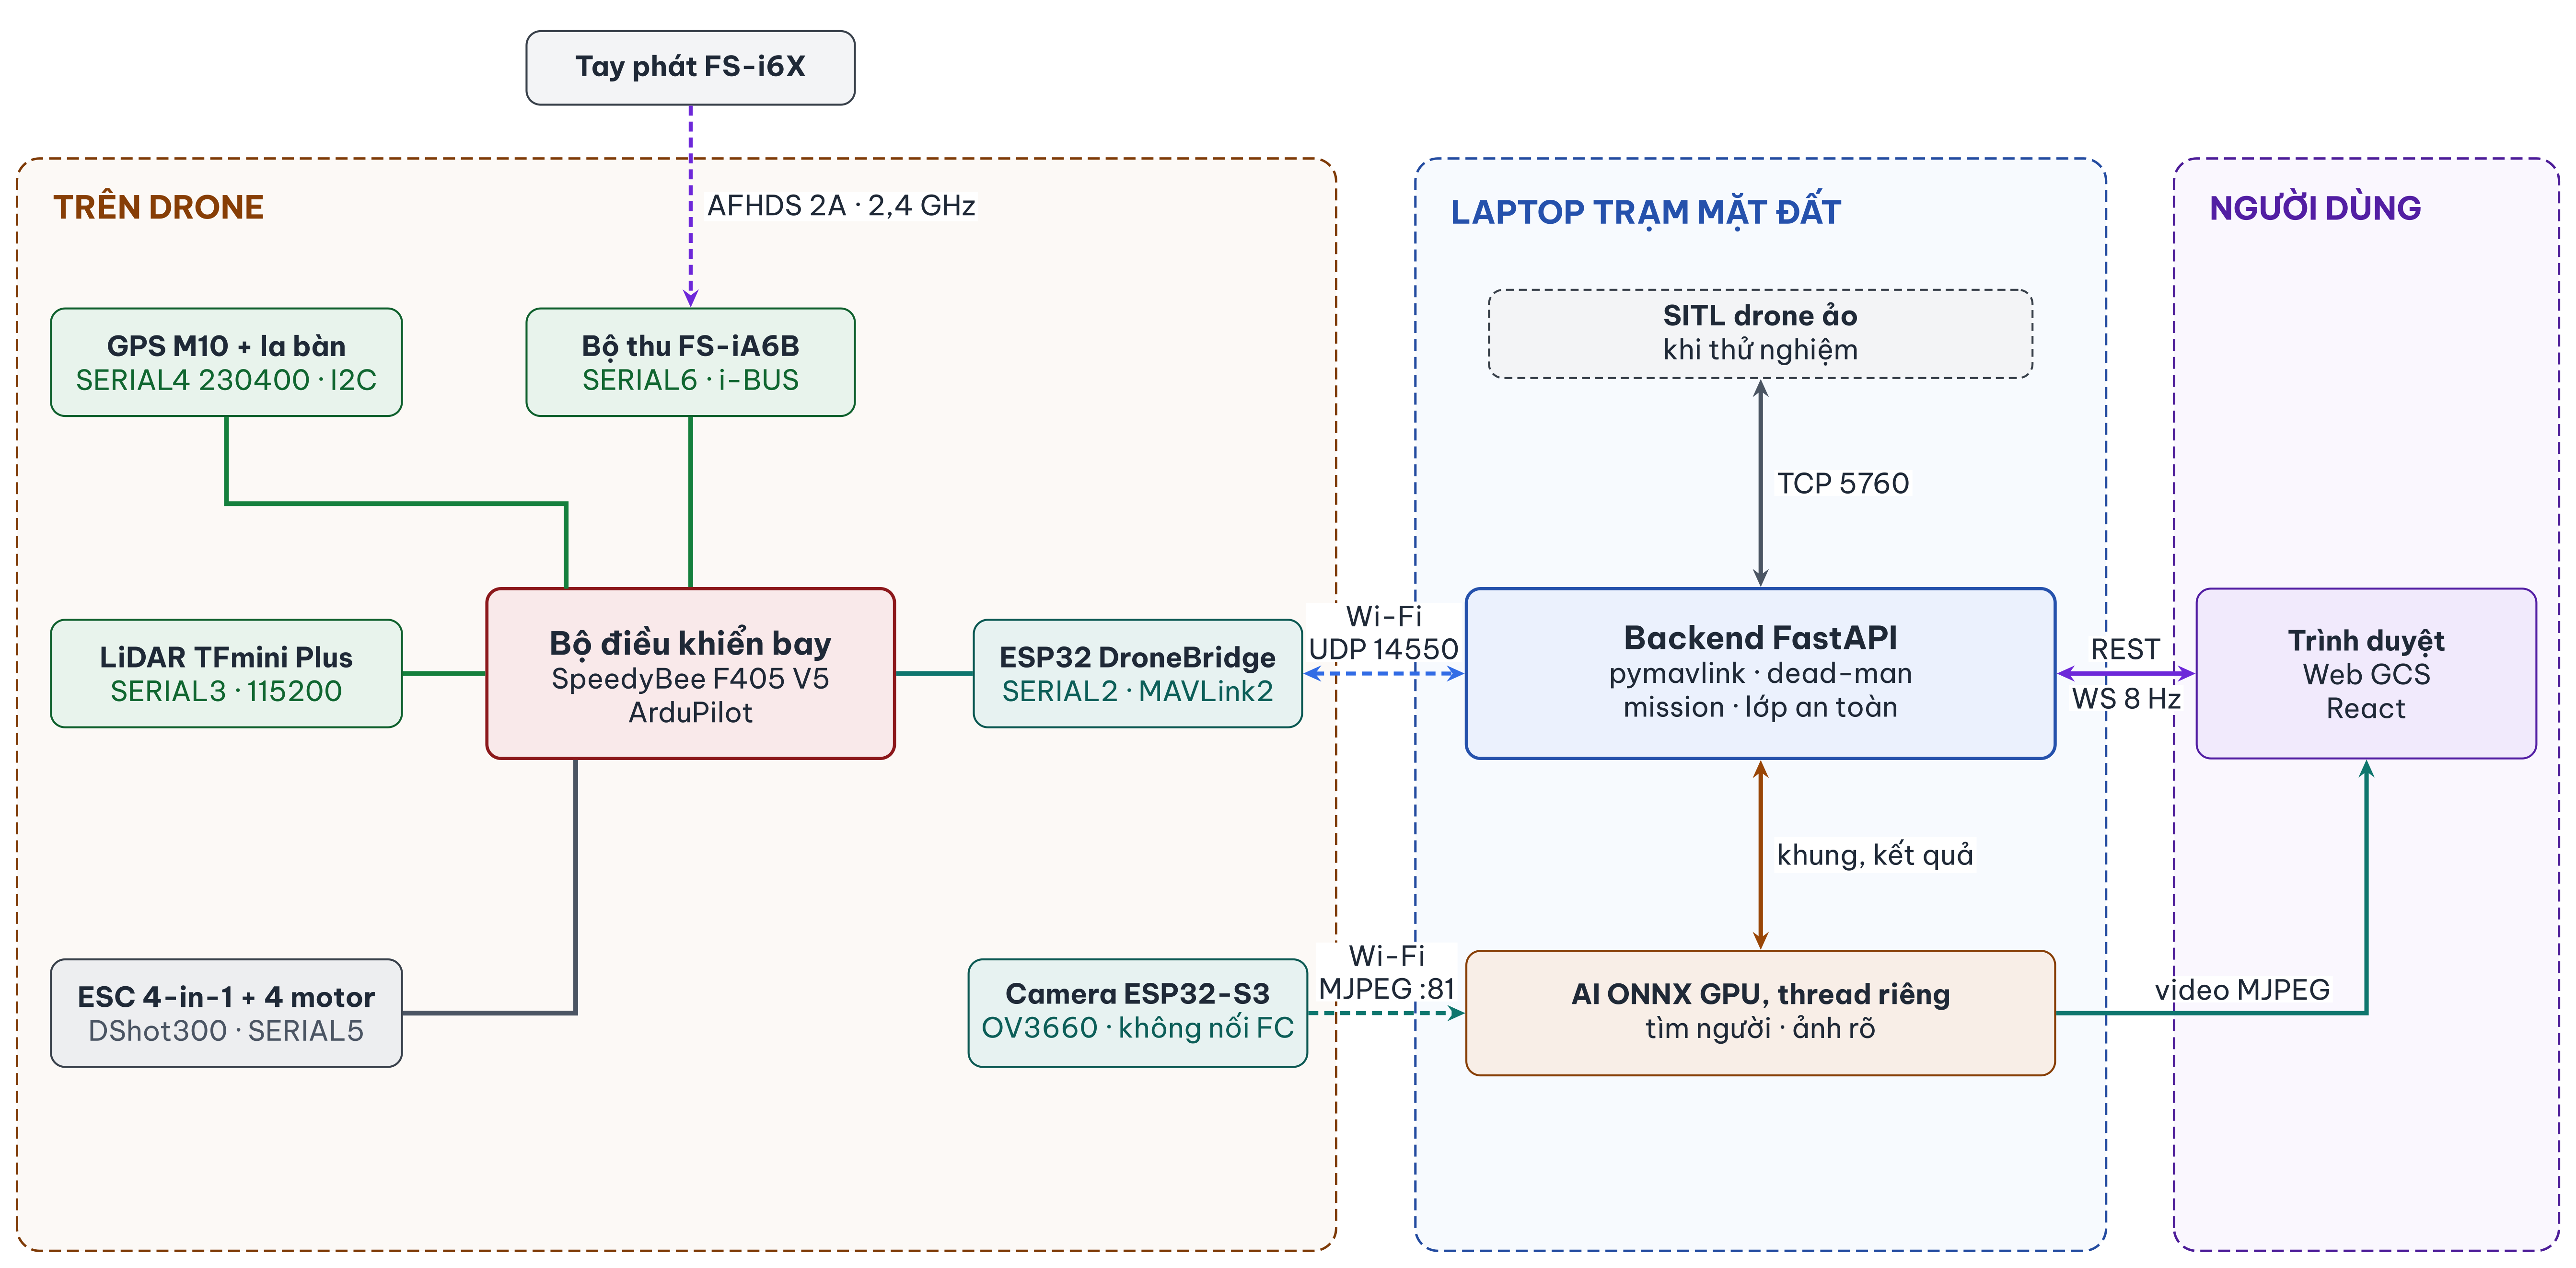 Tay phát FS-i6X
AFHDS 2A · 2,4 GHz
TRÊN DRONE
GPS M10 + la bàn
SERIAL4 230400 · I2C
Bộ thu FS-iA6B
SERIAL6 · i-BUS
LiDAR TFmini Plus
SERIAL3 · 115200
Bộ điều khiển bay
SpeedyBee F405 V5
ArduPilot
ESP32 DroneBridge
SERIAL2 · MAVLink2
ESC 4-in-1 + 4 motor
DShot300 · SERIAL5
Camera ESP32-S3
OV3660 · không nối FC
Wi-Fi
UDP 14550
Wi-Fi
MJPEG :81
LAPTOP TRẠM MẶT ĐẤT
SITL drone ảo
khi thử nghiệm
TCP 5760
Backend FastAPI
pymavlink · dead-man
mission · lớp an toàn
khung, kết quả
AI ONNX GPU, thread riêng
tìm người · ảnh rõ
REST
WS 8 Hz
video MJPEG
NGƯỜI DÙNG
Trình duyệt
Web GCS
React